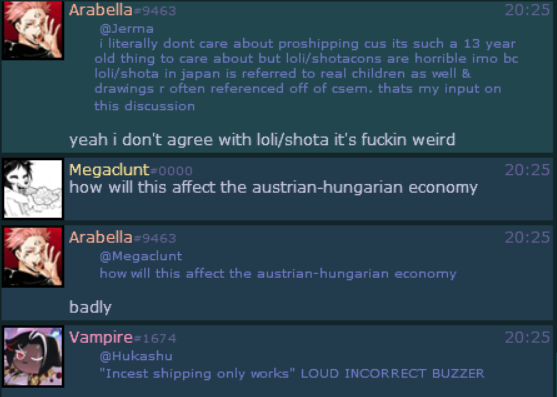 Arabella#9463 20:25
@Jerma
i literally dont care about proshipping cus its such a 13 year
old thing to care about but loli/shotacons are horrible imo bc
loli/shota in japan is referred to real children as well &
drawings r often referenced off of csem. thats my input on
this discussion
yeah i don't agree with loli/shota it's fuckin weird
Megaclunt#0000 20:25
how will this affect the austrian-hungarian economy
Arabella#9463 20:25
@Megaclunt
how will this affect the austrian-hungarian economy
badly
Vampire#1674 20:25
@Hukashu
"Incest shipping only works" LOUD INCORRECT BUZZER